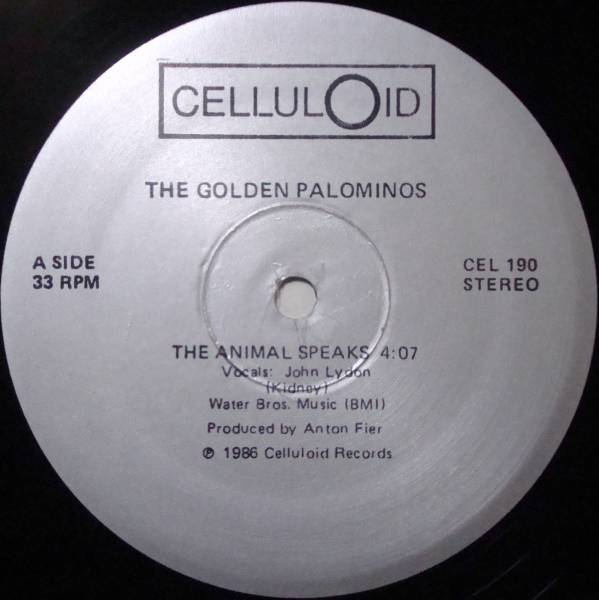 CELLULOID
THE GOLDEN PALOMINOS
A SIDE
33 RPM
CEL 190
STEREO
THE ANIMAL SPEAKS 4:07
Vocals: John Lydon
(Kidney)
Water Bros. Music (BMI)
Produced by Anton Fier
℗ 1986 Celluloid Records